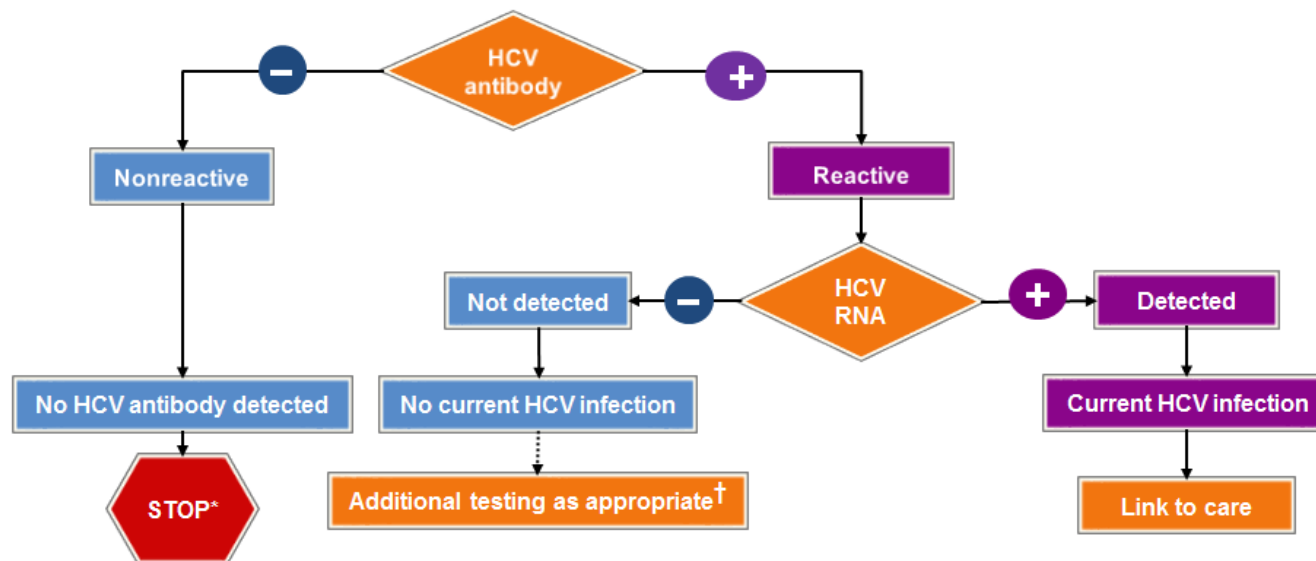 HCV
antibody
−
+
Nonreactive
Reactive
HCV
RNA
Not detected
−
+
Detected
No HCV antibody detected
No current HCV infection
Current HCV infection
STOP*
Additional testing as appropriate†
Link to care